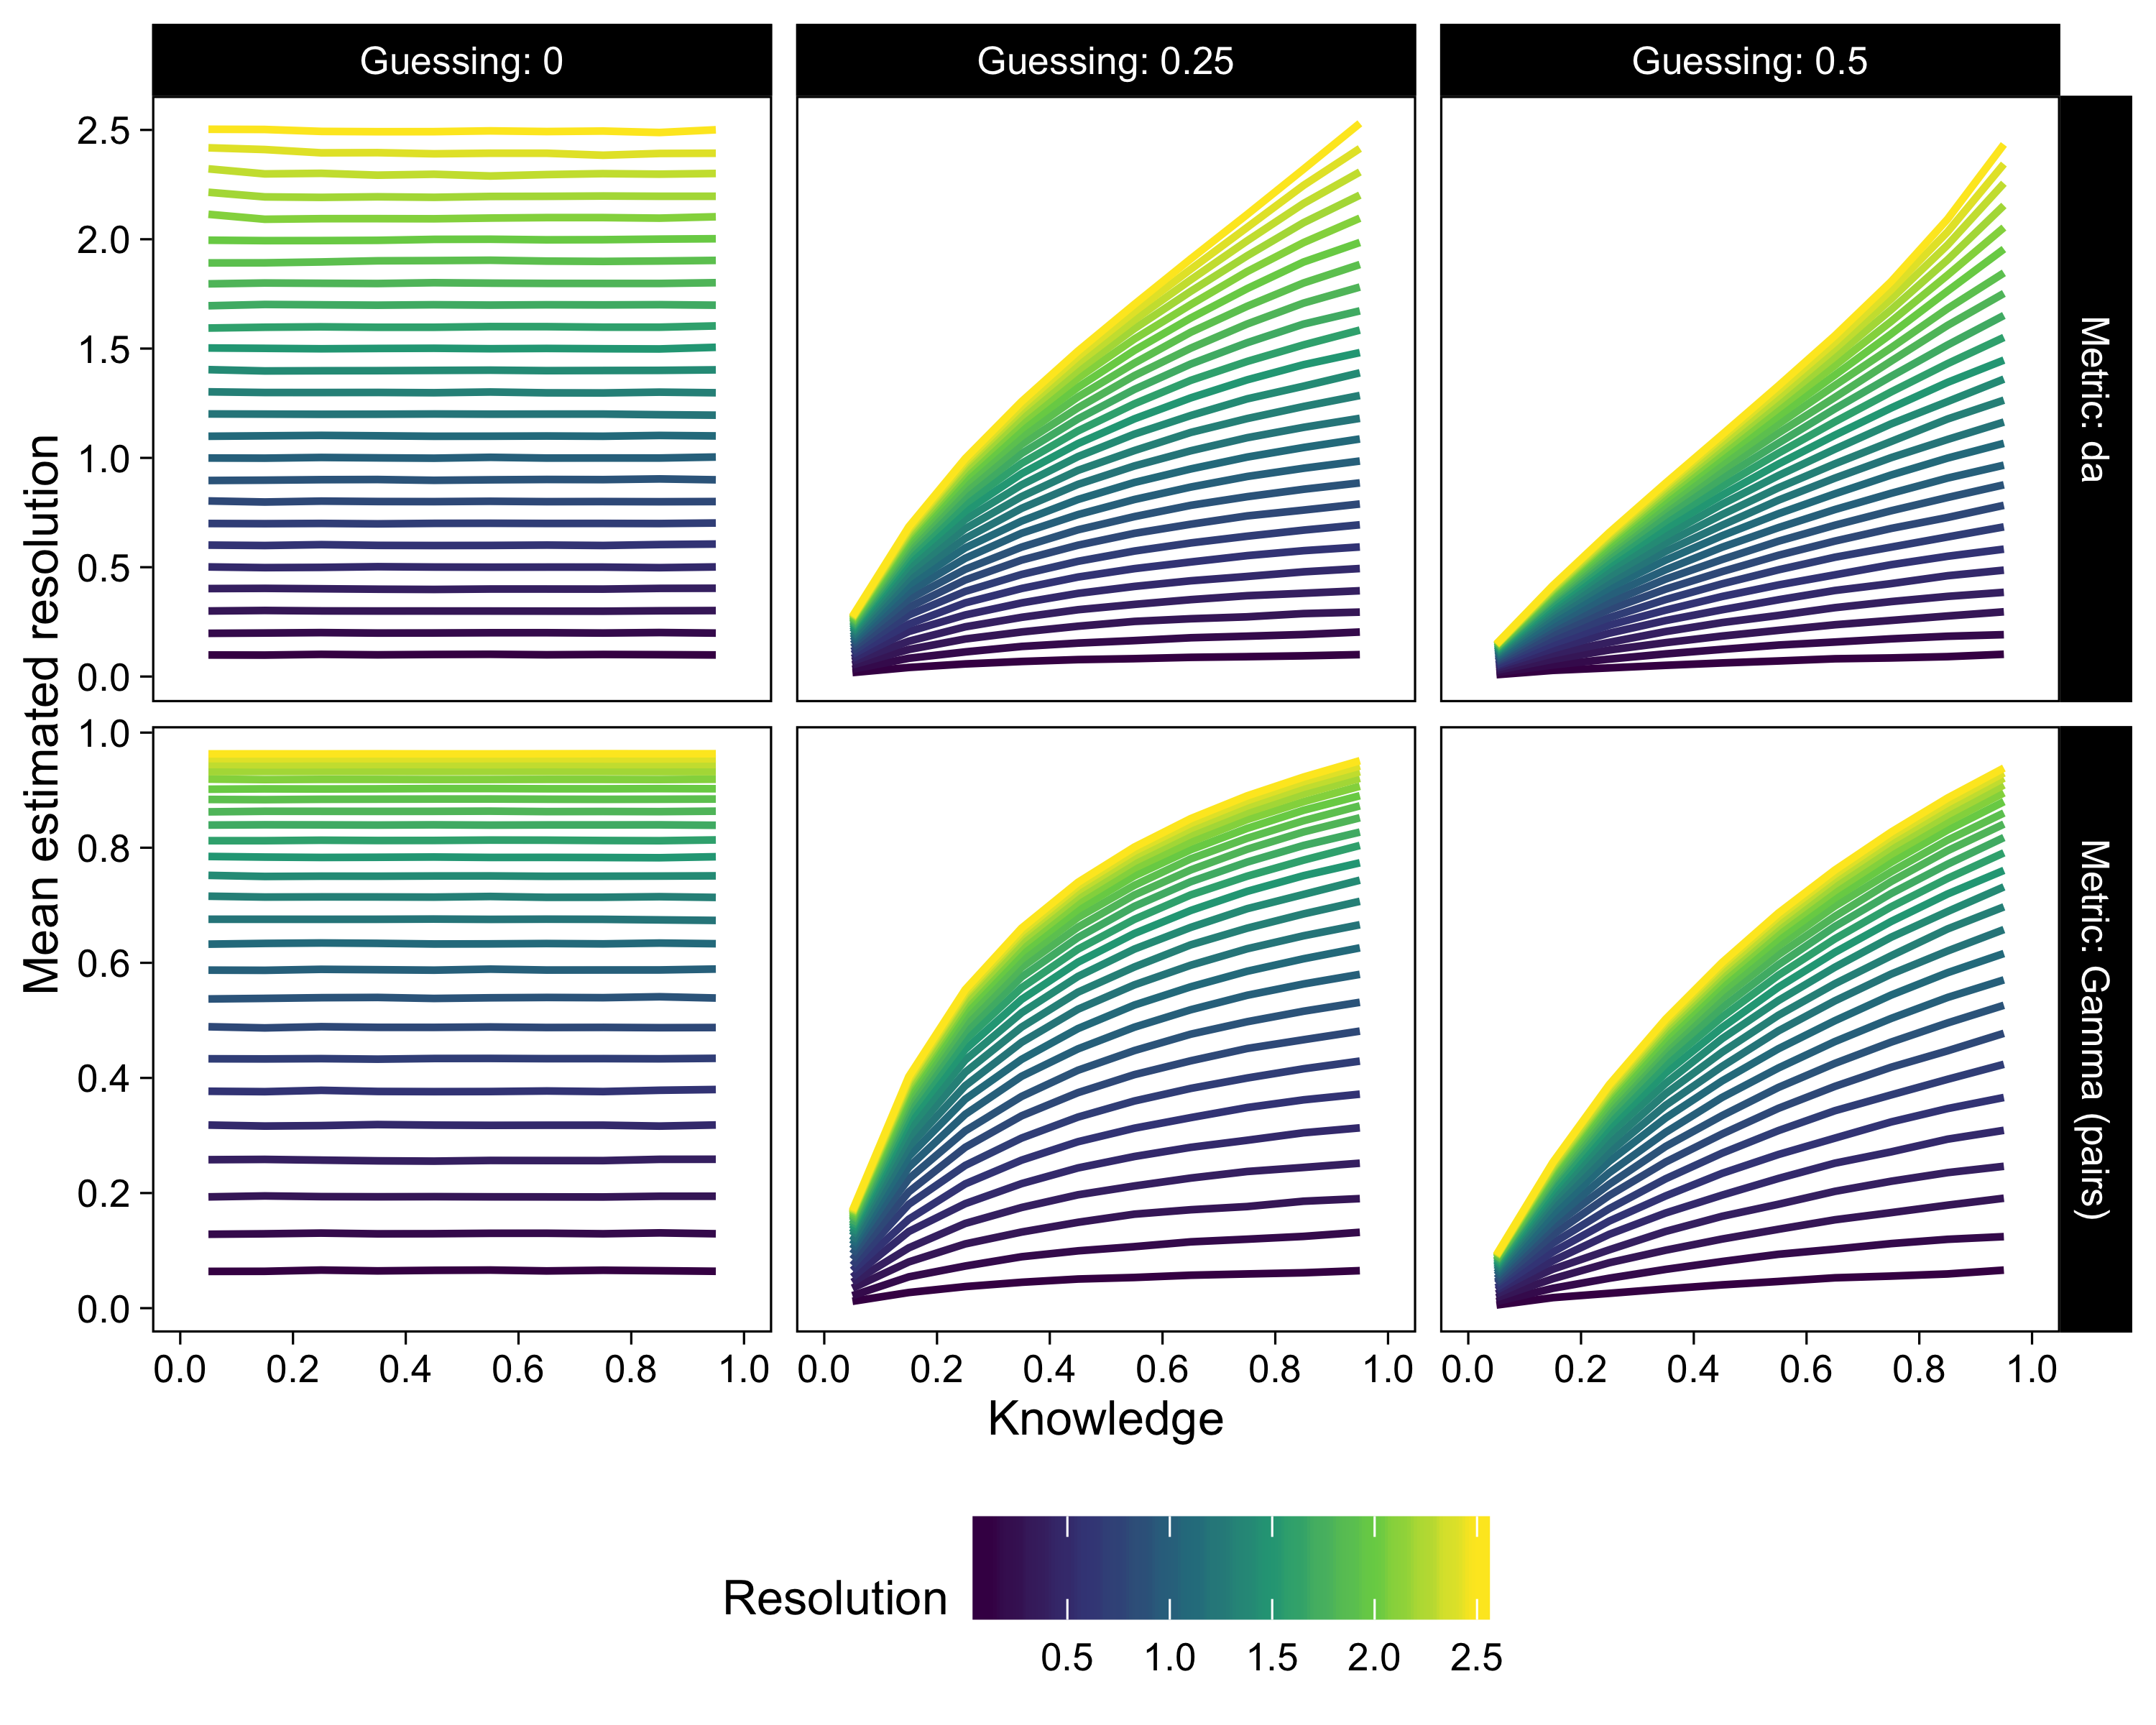 Guessing: 0
Guessing: 0.25
Guessing: 0.5
Mean estimated resolution
2.5
2.0
1.5
1.0
0.5
0.0
Metric: da
1.0
0.8
0.6
0.4
0.2
0.0
Metric: Gamma (pairs)
0.0 0.2 0.4 0.6 0.8 1.0
0.0 0.2 0.4 0.6 0.8 1.0
0.0 0.2 0.4 0.6 0.8 1.0
Knowledge
Resolution
0.5 1.0 1.5 2.0 2.5